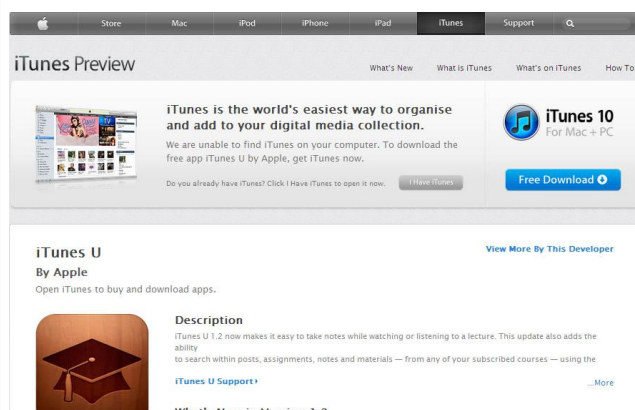 Store Mac iPod iPhone iPad iTunes Support
iTunes Preview
What's New What is iTunes What's on iTunes How To
iTunes is the world's easiest way to organise
and add to your digital media collection.
We are unable to find iTunes on your computer. To download the
free app iTunes U by Apple, get iTunes now.
Do you already have iTunes? Click I Have iTunes to open it now. I Have iTunes
iTunes 10
For Mac + PC
Free Download
iTunes U
View More By This Developer
By Apple
Open iTunes to buy and download apps.
Description
iTunes U 1.2 now makes it easy to take notes while watching or listening to a lecture. This update also adds the
ability
to search within posts, assignments, notes and materials — from any of your subscribed courses — using the
iTunes U Support
...More